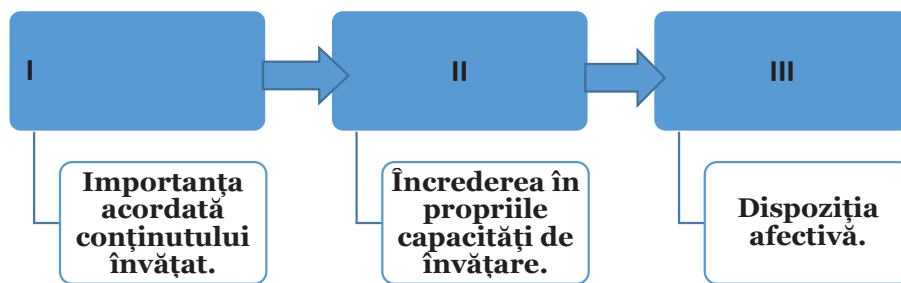 I
II
III
Importanța
acordată
conținutului
învățat.
Încrederea în
propriile
capacități de
învățare.
Dispoziția
afectivă.